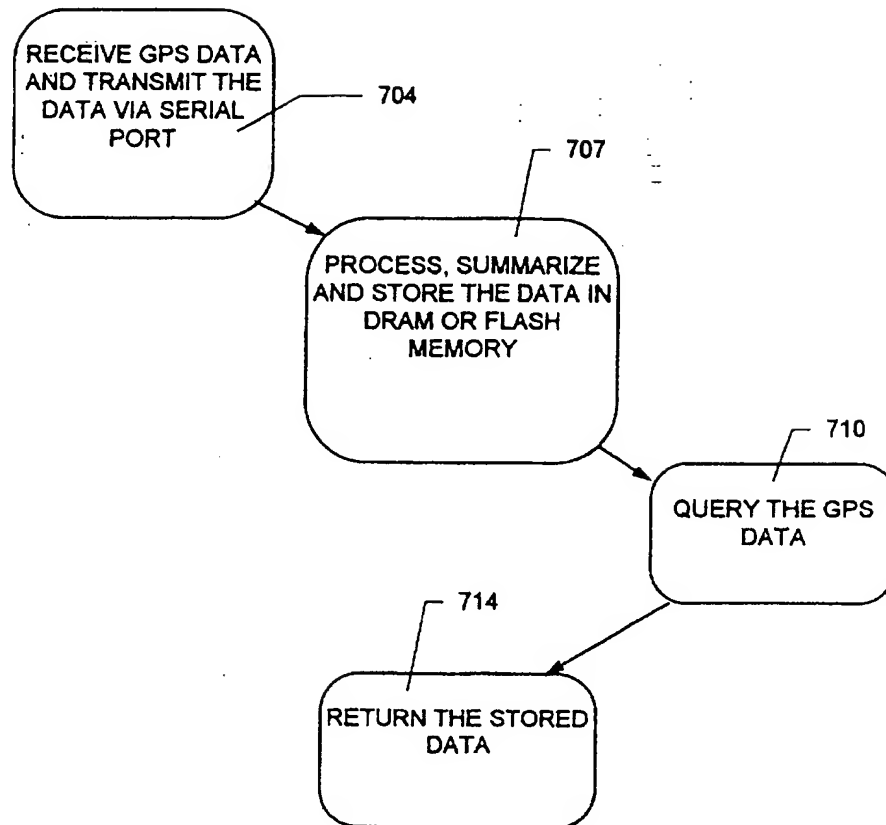 RECEIVE GPS DATA
AND TRANSMIT THE
DATA VIA SERIAL
PORT
704
707
PROCESS, SUMMARIZE
AND STORE THE DATA IN
DRAM OR FLASH
MEMORY
710
QUERY THE GPS
DATA
714
RETURN THE STORED
DATA